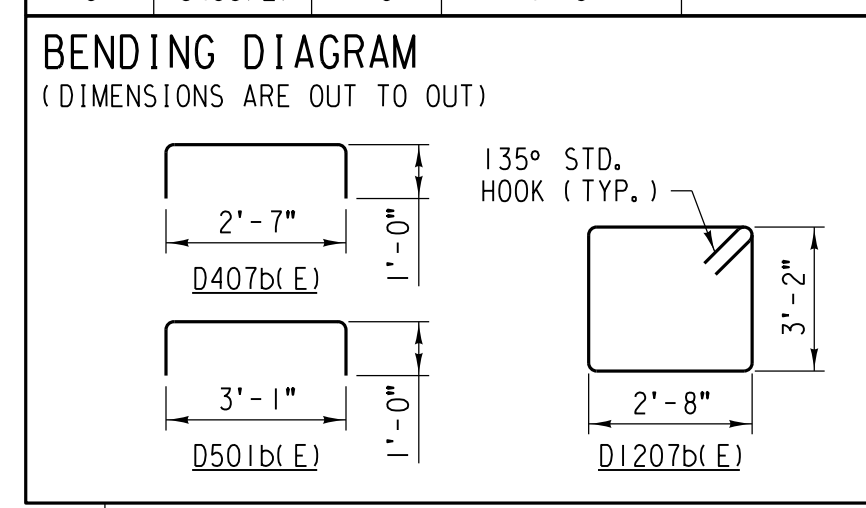 BENDING DIAGRAM
(DIMENSIONS ARE OUT TO OUT)
2'-7"
1'-0"
D407b(E)
3'-1"
1'-0"
D501b(E)
135° STD.
HOOK (TYP.)
3'-2"
2'-8"
D1207b(E)